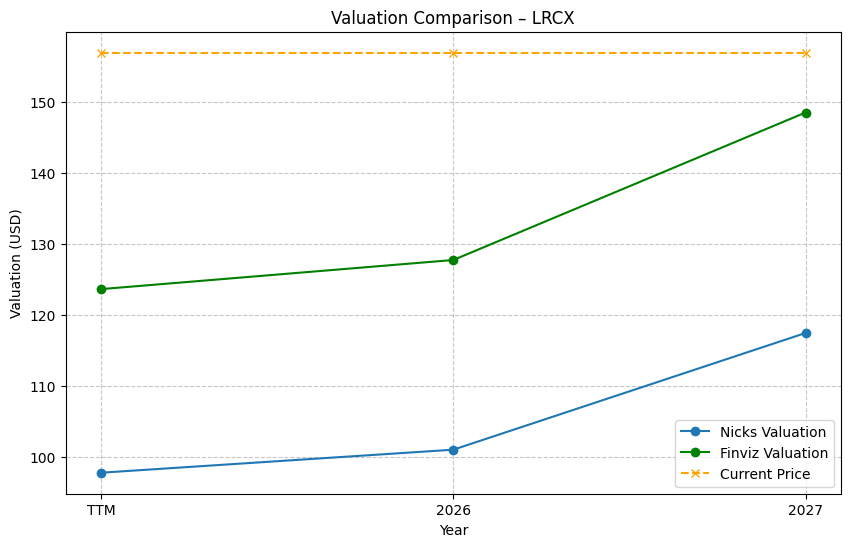 Valuation Comparison – LRCX
Valuation (USD)
150
140
130
120
110
100
TTM
2026
2027
Year
Nicks Valuation
Finviz Valuation
Current Price